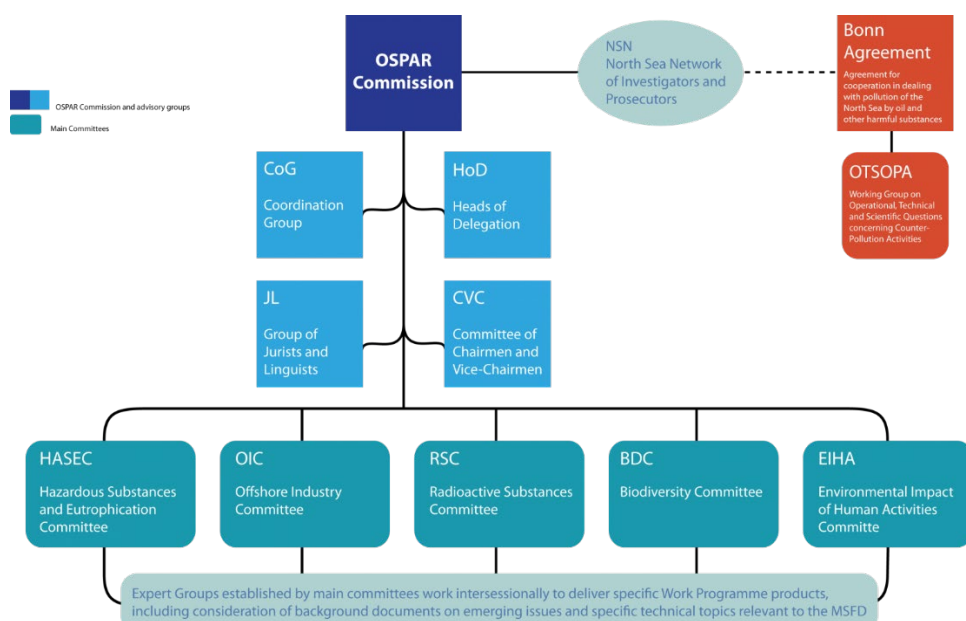 OSPAR
Commission
NSN
North Sea Network
of Investigators and
Prosecutors
Bonn
Agreement
Agreement for
cooperation in dealing
with pollution of the
North Sea by oil and
other harmful substances
OSPAR Commission and advisory groups
Main Committees
OTSOPA
Working Group on
Operational, Technical
and Scientific Questions
concerning Counter-
Pollution Activities
CoG
Coordination
Group
HoD
Heads of
Delegation
JL
Group of
Jurists and
Linguists
CVC
Committee of
Chairmen and
Vice-Chairmen
HASEC
Hazardous Substances
and Eutrophication
Committee
OIC
Offshore Industry
Committee
RSC
Radioactive Substances
Committee
BDC
Biodiversity Committee
EIHA
Environmental Impact
of Human Activities
Committe
Expert Groups established by main committees work intersessionally to deliver specific Work Programme products,
including consideration of background documents on emerging issues and specific technical topics relevant to the MSFD